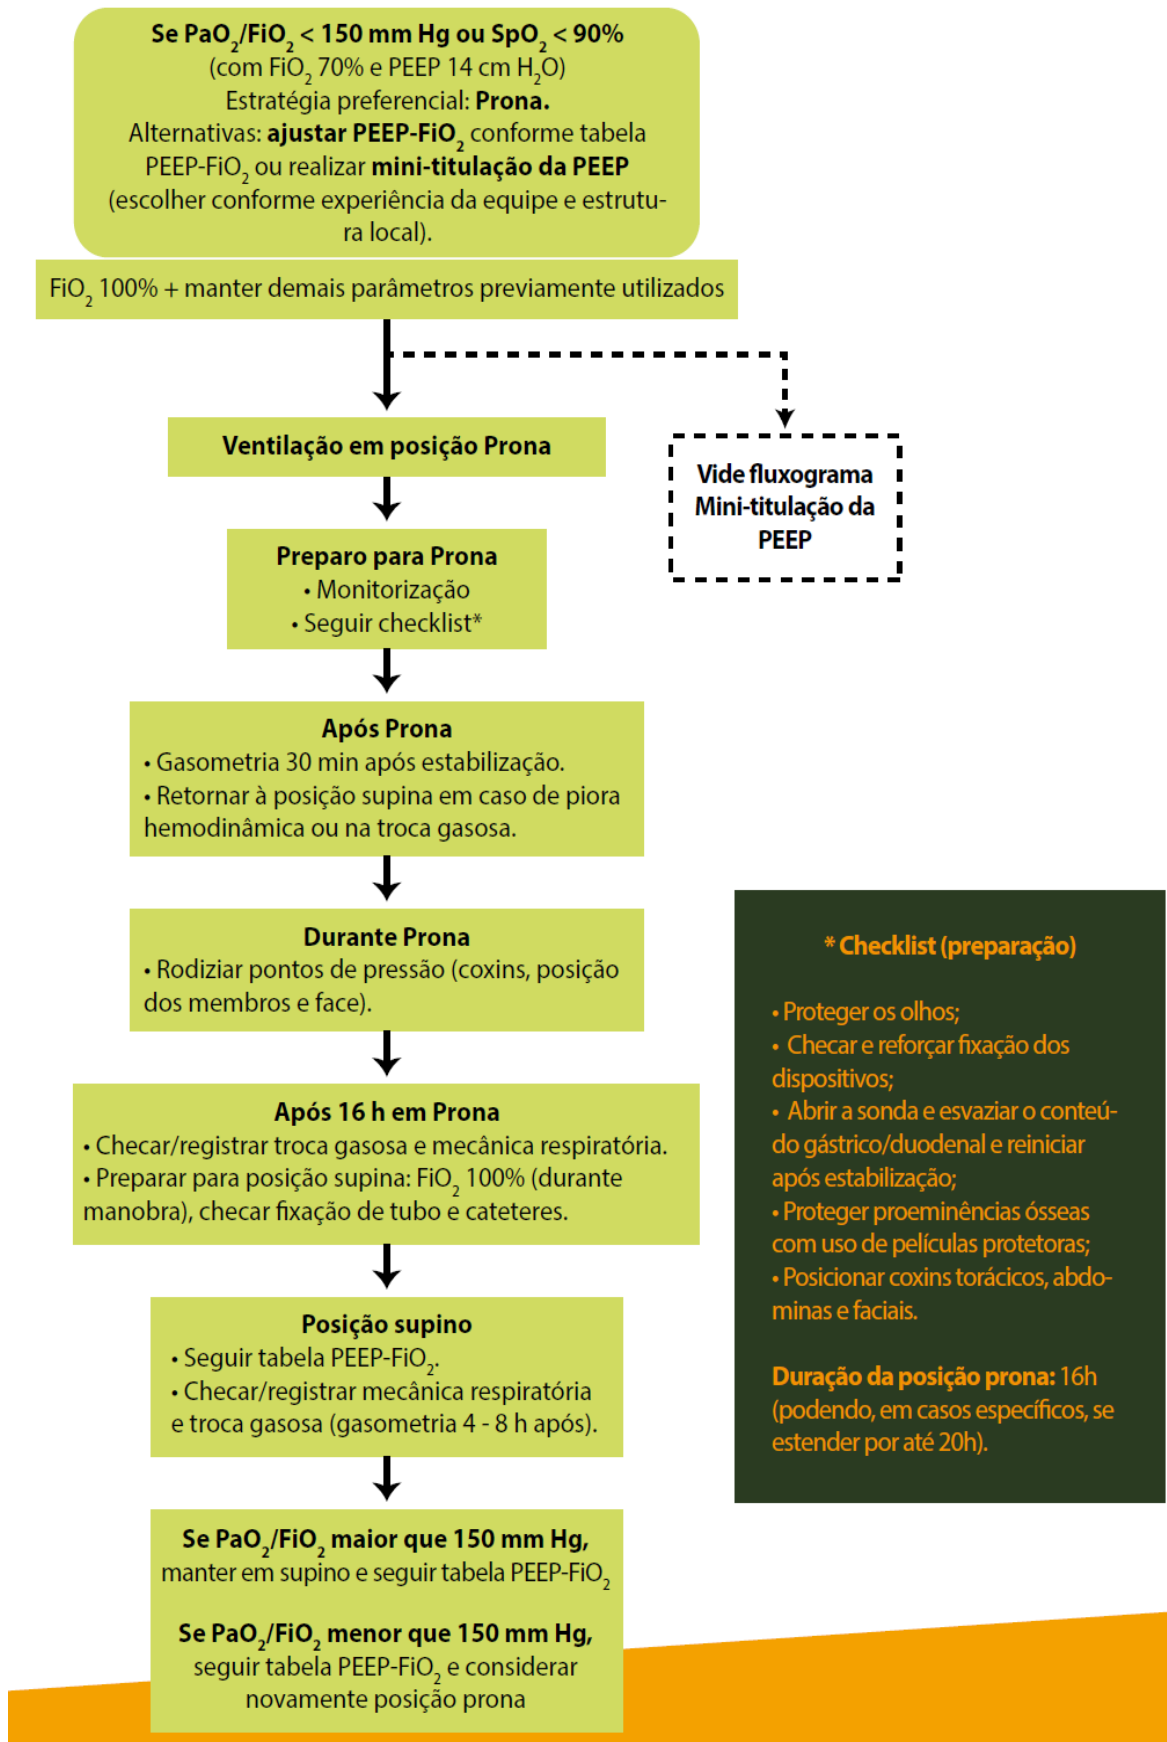 Se PaO2/FiO2 < 150 mm Hg ou SpO2 < 90%
(com FiO2 70% e PEEP 14 cm H2O)
Estratégia preferencial: Prona.
Alternativas: ajustar PEEP-FiO2 conforme tabela
PEEP-FiO2 ou realizar mini-titulação da PEEP
(escolher conforme experiência da equipe e estrutu-
ra local).
FiO2 100% + manter demais parâmetros previamente utilizados
Ventilação em posição Prona
Vide fluxograma
Mini-titulação da
PEEP
Preparo para Prona
• Monitorização
• Seguir checklist*
Após Prona
• Gasometria 30 min após estabilização.
• Retornar à posição supina em caso de piora
hemodinâmica ou na troca gasosa.
Durante Prona
• Rodiziar pontos de pressão (coxins, posição
dos membros e face).
Após 16 h em Prona
• Checar/registrar troca gasosa e mecânica respiratória.
• Preparar para posição supina: FiO2 100% (durante
manobra), checar fixação de tubo e cateteres.
Posição supino
• Seguir tabela PEEP-FiO2.
• Checar/registrar mecânica respiratória
e troca gasosa (gasometria 4 - 8 h após).
Se PaO2/FiO2 maior que 150 mm Hg,
manter em supino e seguir tabela PEEP-FiO2
Se PaO2/FiO2 menor que 150 mm Hg,
seguir tabela PEEP-FiO2 e considerar
novamente posição prona
* Checklist (preparação)
• Proteger os olhos;
• Checar e reforçar fixação dos
dispositivos;
• Abrir a sonda e esvaziar o conteú-
do gástrico/duodenal e reiniciar
após estabilização;
• Proteger proeminências ósseas
com uso de películas protetoras;
• Posicionar coxins torácicos, abdo-
minas e faciais.
Duração da posição prona: 16h
(podendo, em casos específicos, se
estender por até 20h).